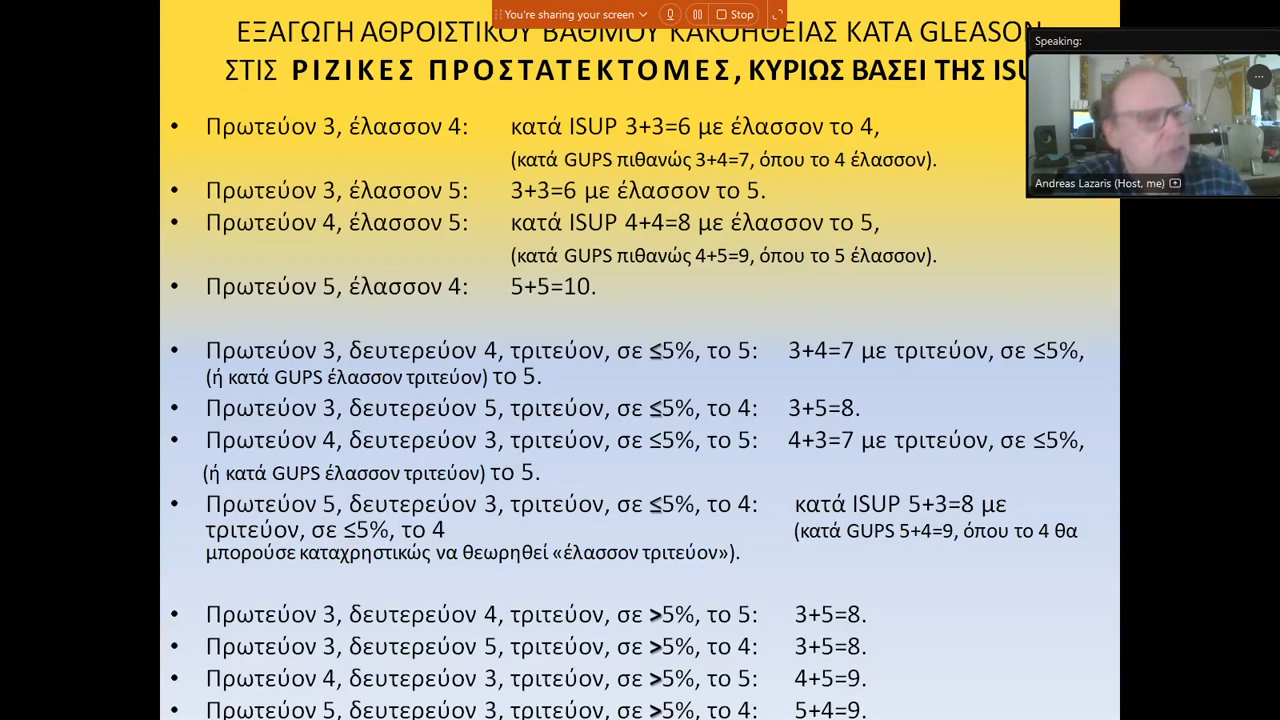 You're sharing your screen
Stop
ΕΞΑΓΩΓΗ ΑΘΡΟΙΣΤΙΚΟΥ ΒΑΘΜΟΥ ΚΑΚΟΗΘΕΙΑΣ ΚΑΤΑ GLEASON
ΣΤΙΣ ΡΙΖΙΚΕΣ ΠΡΟΣΤΑΤΕΚΤΟΜΕΣ, ΚΥΡΙΩΣ ΒΑΣΕΙ ΤΗΣ
Speaking:
Andreas Lazaris (Host, me)
• Πρωτεύον 3, έλασσον 4: κατά ISUP 3+3=6 με έλασσον το 4,
(κατά GUPS πιθανώς 3+4=7, όπου το 4 έλασσον).
• Πρωτεύον 3, έλασσον 5: 3+3=6 με έλασσον το 5.
• Πρωτεύον 4, έλασσον 5: κατά ISUP 4+4=8 με έλασσον το 5,
(κατά GUPS πιθανώς 4+5=9, όπου το 5 έλασσον).
• Πρωτεύον 5, έλασσον 4: 5+5=10.
• Πρωτεύον 3, δευτερεύον 4, τριτεύον, σε ≤5%, το 5: 3+4=7 με τριτεύον, σε ≤5%,
(ή κατά GUPS έλασσον τριτεύον) το 5.
• Πρωτεύον 3, δευτερεύον 5, τριτεύον, σε ≤5%, το 4: 3+5=8.
• Πρωτεύον 4, δευτερεύον 3, τριτεύον, σε ≤5%, το 5: 4+3=7 με τριτεύον, σε ≤5%,
(ή κατά GUPS έλασσον τριτεύον) το 5.
• Πρωτεύον 5, δευτερεύον 3, τριτεύον, σε ≤5%, το 4: κατά ISUP 5+3=8 με
τριτεύον, σε ≤5%, το 4 (κατά GUPS 5+4=9, όπου το 4 θα
μπορούσε καταχρηστικώς να θεωρηθεί «έλασσον τριτεύον»).
• Πρωτεύον 3, δευτερεύον 4, τριτεύον, σε >5%, το 5: 3+5=8.
• Πρωτεύον 3, δευτερεύον 5, τριτεύον, σε >5%, το 4: 3+5=8.
• Πρωτεύον 4, δευτερεύον 3, τριτεύον, σε >5%, το 5: 4+5=9.
• Πρωτεύον 5, δευτερεύον 3, τριτεύον, σε >5%, το 4: 5+4=9.